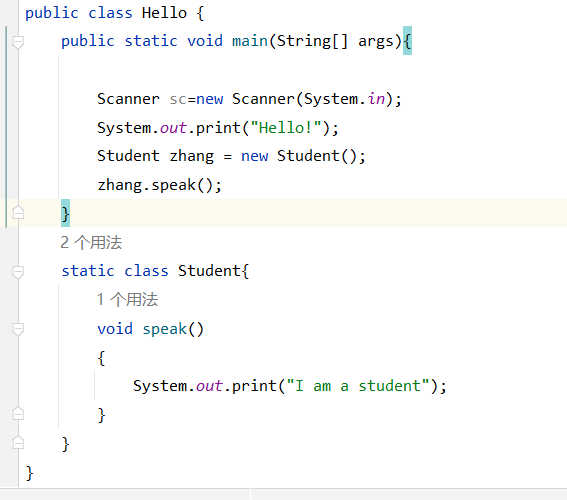 public class Hello {
public static void main(String[] args){
Scanner sc=new Scanner(System.in);
System.out.print("Hello!");
Student zhang = new Student();
zhang.speak();
}
2 个用法
static class Student{
1 个用法
void speak()
{
System.out.print("I am a student");
}
}
}